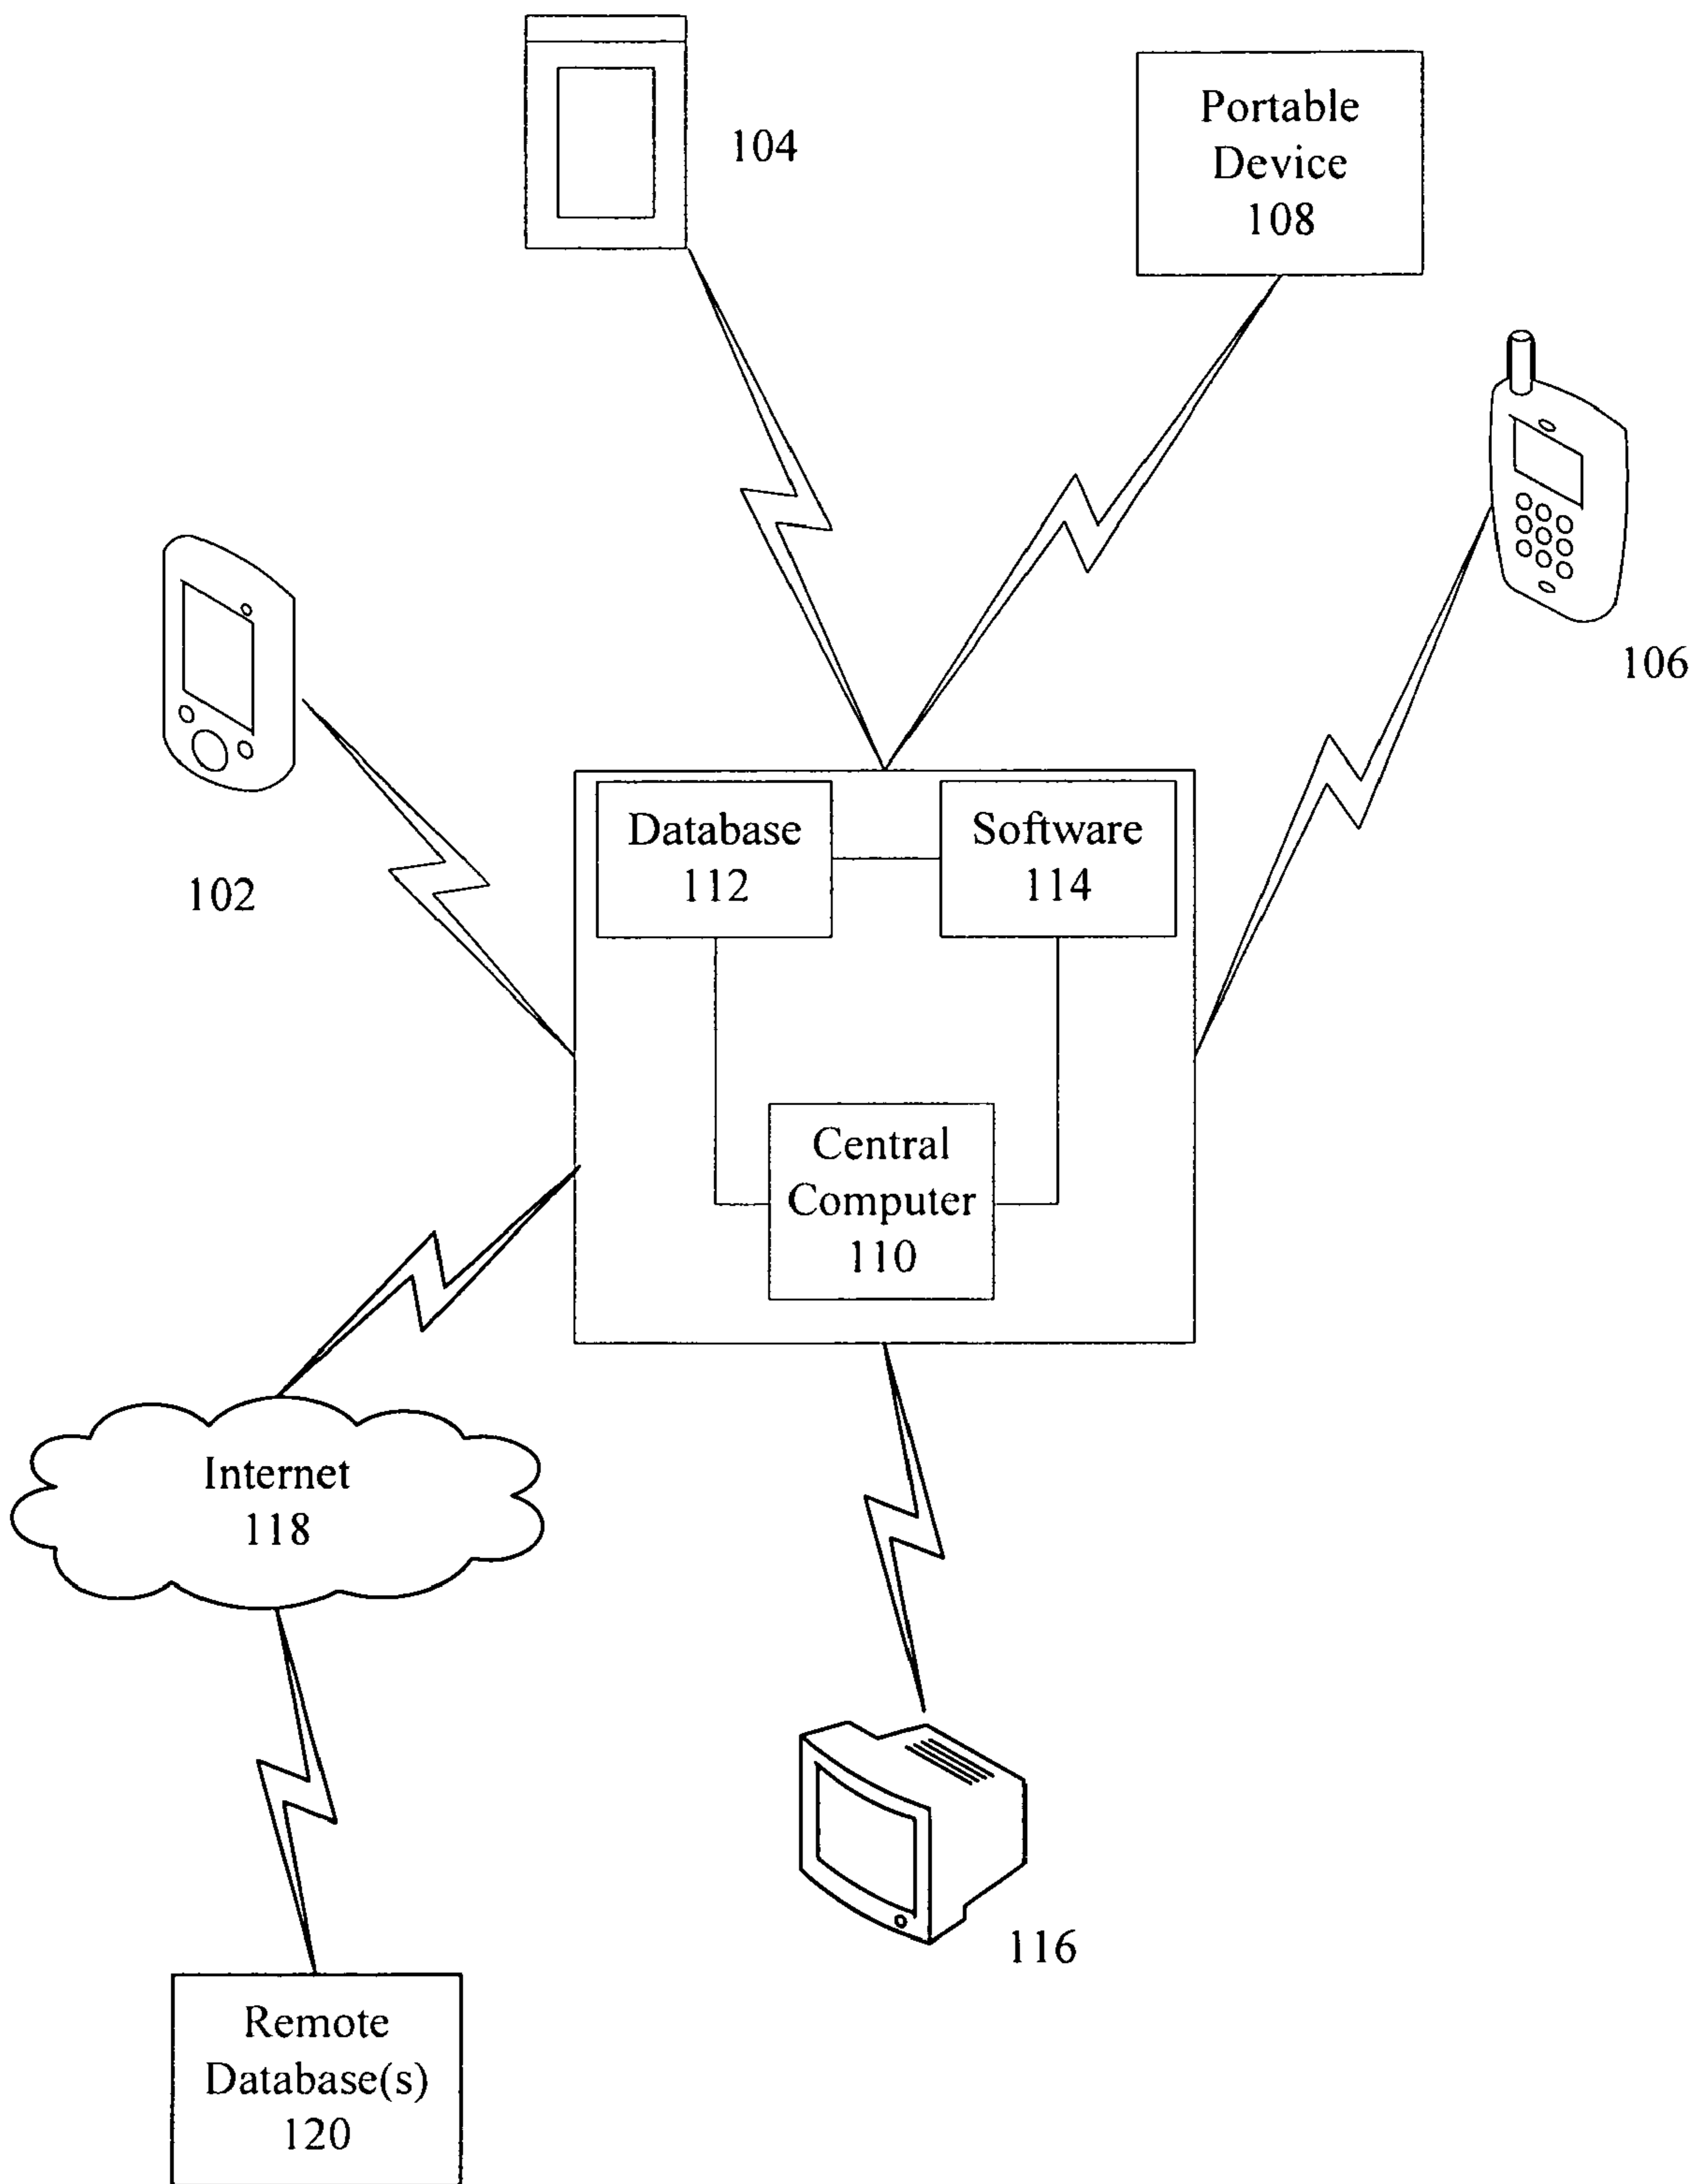 104
Portable
Device
108
106
102
Database
112
Software
114
Central
Computer
110
Internet
118
116
Remote
Database(s)
120